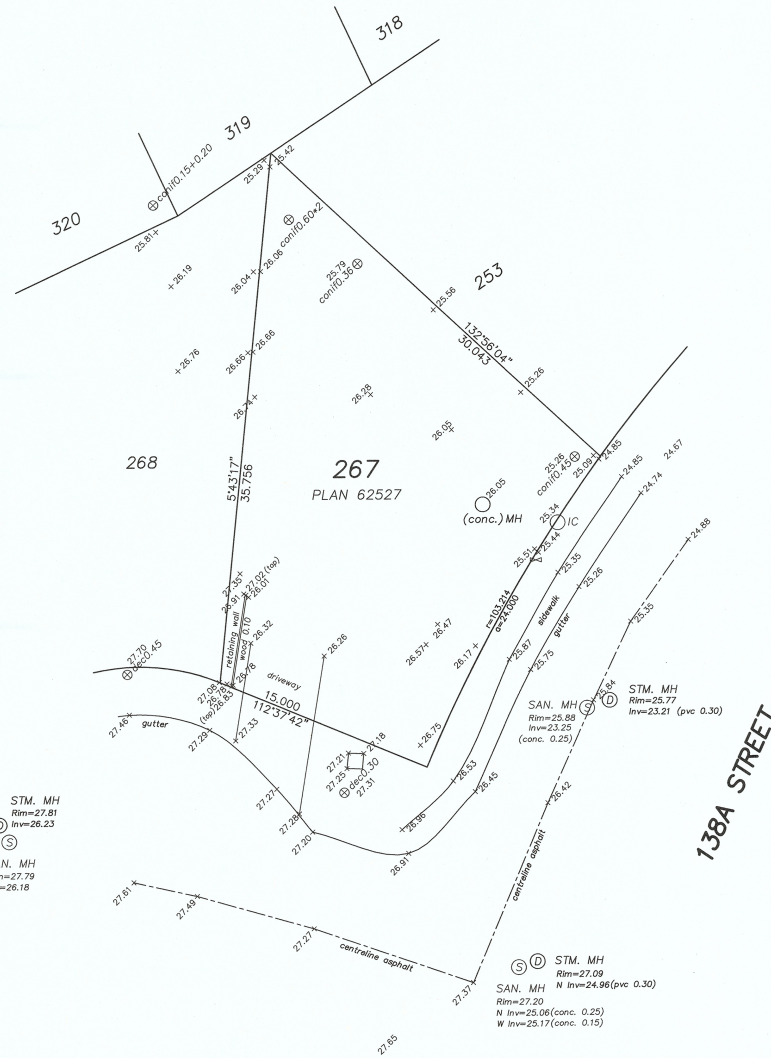 318
319
320
conif0.15+0.20
25.29
25.42
25.81
conif0.60*2
26.04
26.06
26.19
25.79
conif0.36
253
25.56
132°56'04"
30.043
26.66
26.66
26.76
25.26
26.28
26.74
26.05
268
267
PLAN 62527
5°43'17"
35.756
25.26
conif0.45
25.09
24.85
24.67
24.85
24.74
26.05
(conc.) MH
25.34
IC
24.88
25.51
25.44
25.35
25.26
27.35
27.02(top)
26.91
26.01
r=103.214
a=24.000
sidewalk
gutter
25.35
retaining wall
wood 0.10
26.32
26.26
26.57
26.47
26.17
25.87
25.75
27.70
dec0.45
27.08
26.78
26.78
(top)26.83
driveway
15.000
112°37'42"
25.84
SAN. MH
Rim=25.88
Inv=23.25
(conc. 0.25)
S
D
STM. MH
Rim=25.77
Inv=23.21 (pvc 0.30)
27.46
gutter
27.29
27.33
27.21
27.18
27.25
dec0.30
27.31
26.75
26.53
26.45
138A STREET
27.27
27.28
27.20
26.96
26.91
26.42
STM. MH
Rim=27.81
Inv=26.23
S
N. MH
=27.79
=26.18
centreline asphalt
27.61
27.49
27.27
centreline asphalt
27.37
S
D
STM. MH
Rim=27.09
N Inv=24.96(pvc 0.30)
SAN. MH
Rim=27.20
N Inv=25.06(conc. 0.25)
W Inv=25.17(conc. 0.15)
27.65